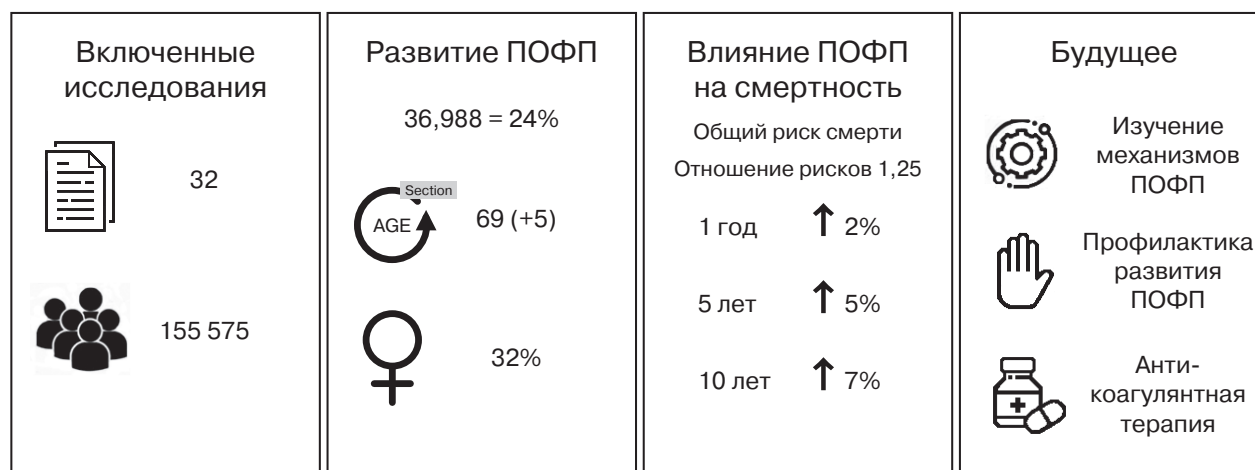 Включенные
исследования
32
155 575
Развитие ПОФП
36,988 = 24%
Section
AGE
69 (+5)
32%
Влияние ПОФП
на смертность
Общий риск смерти
Отношение рисков 1,25
1 год ↑ 2%
5 лет ↑ 5%
10 лет ↑ 7%
Будущее
Изучение
механизмов
ПОФП
Профилактика
развития
ПОФП
Анти-
коагулянтная
терапия